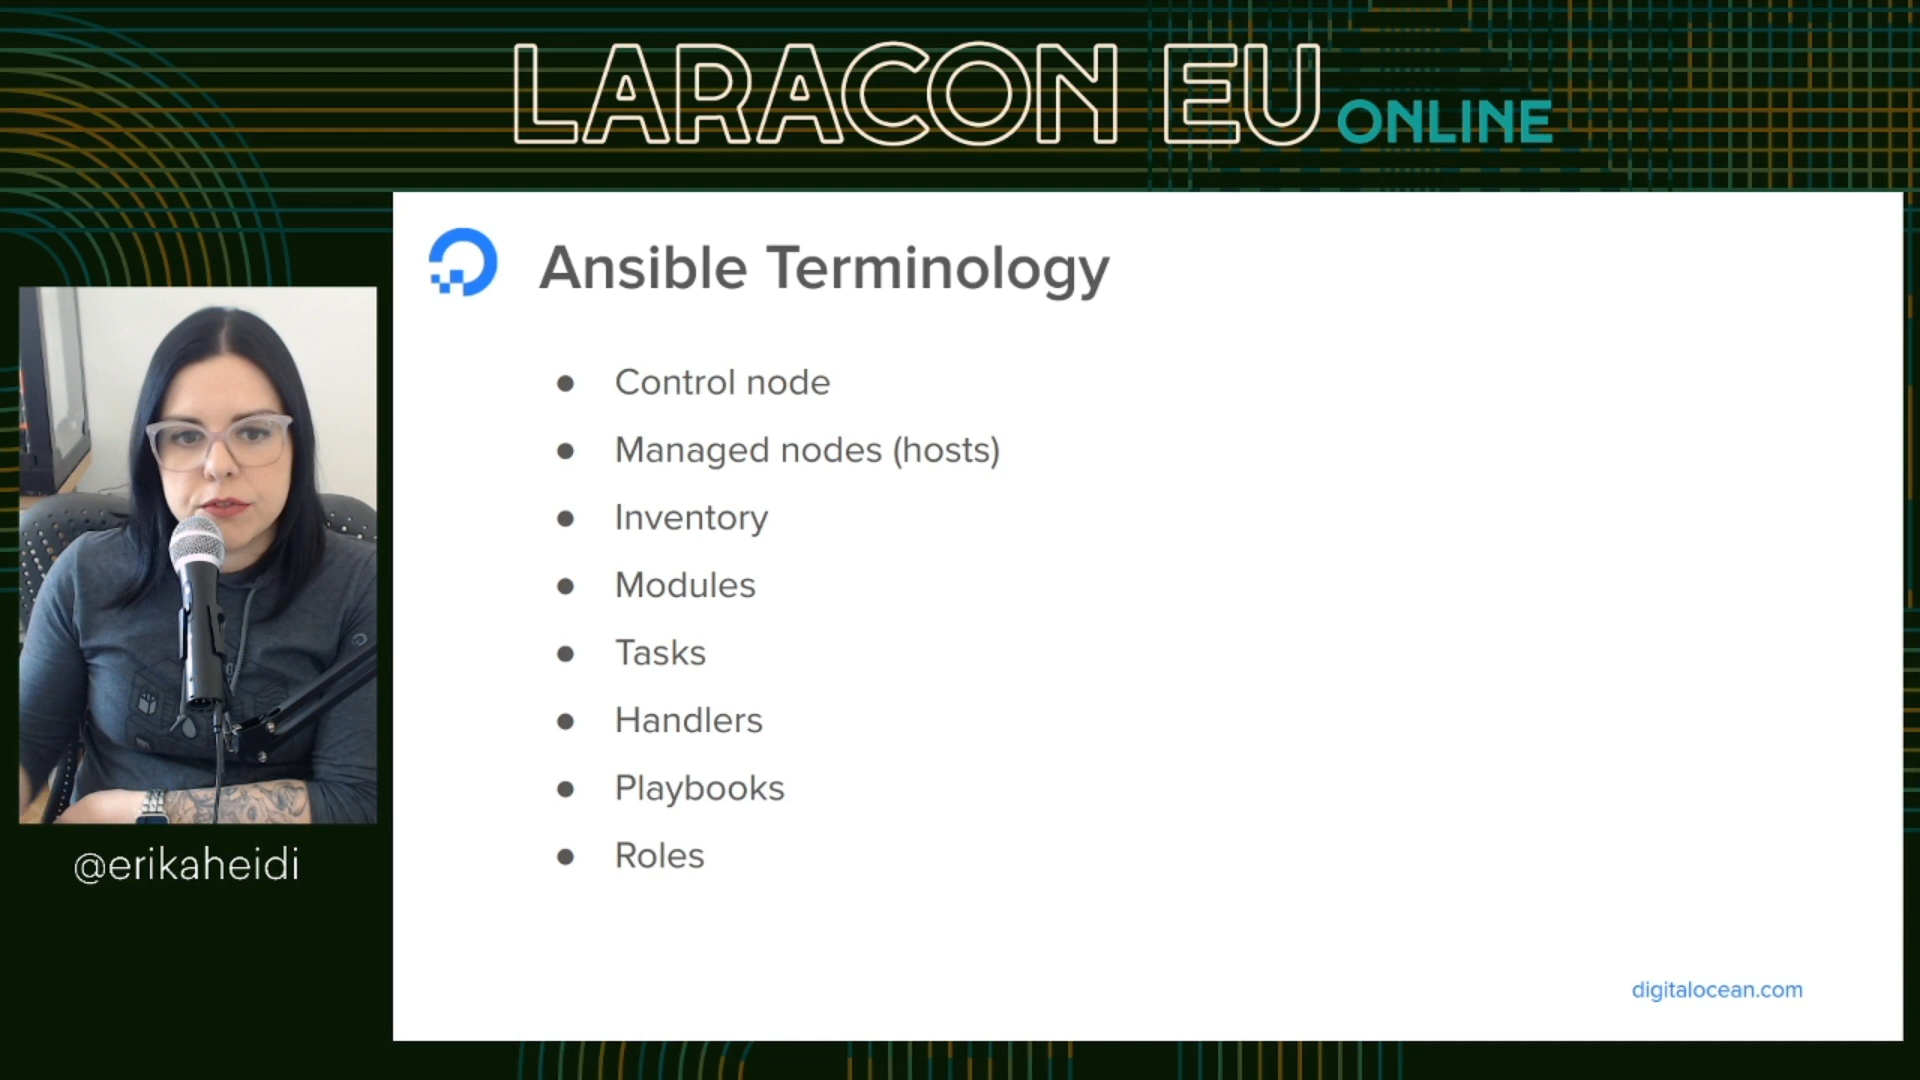 LARACON EU ONLINE
Ansible Terminology
● Control node
● Managed nodes (hosts)
● Inventory
● Modules
● Tasks
● Handlers
● Playbooks
● Roles
@erikaheidi
digitalocean.com